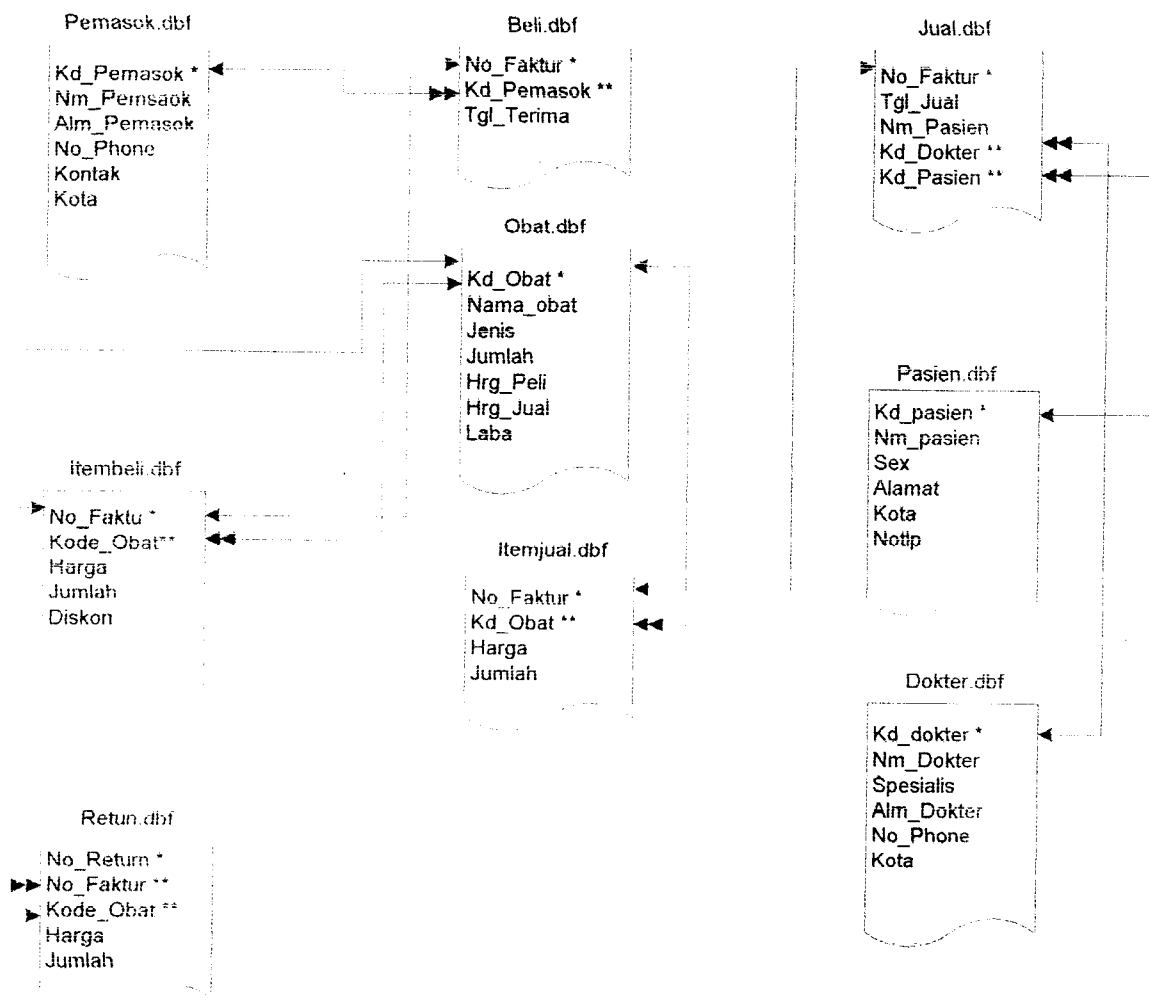 Pemasok.dbf
Kd_Pemasok *
Nm_Pemsaok
Alm_Pemasok
No_Phone
Kontak
Kota
Beli.dbf
No_Faktur *
Kd_Pemasok **
Tgl_Terima
Jual.dbf
No_Faktur *
Tgl_Jual
Nm_Pasien
Kd_Dokter **
Kd_Pasien **
Obat.dbf
Kd_Obat *
Nama_obat
Jenis
Jumlah
Hrg_Peli
Hrg_Jual
Laba
Pasien.dbf
Kd_pasien *
Nm_pasien
Sex
Alamat
Kota
Notlp
Itembeli.dbf
No_Faktu *
Kode_Obat**
Harga
Jumlah
Diskon
Itemjual.dbf
No_Faktur *
Kd_Obat **
Harga
Jumlah
Dokter.dbf
Kd_dokter *
Nm_Dokter
Spesialis
Alm_Dokter
No_Phone
Kota
Retun.dbf
No_Return *
No_Faktur **
Kode_Obat **
Harga
Jumlah